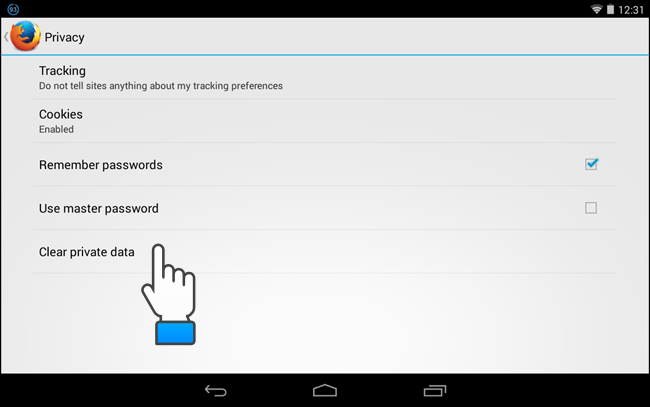 93
12:31
Privacy
Tracking
Do not tell sites anything about my tracking preferences
Cookies
Enabled
Remember passwords
Use master password
Clear private data